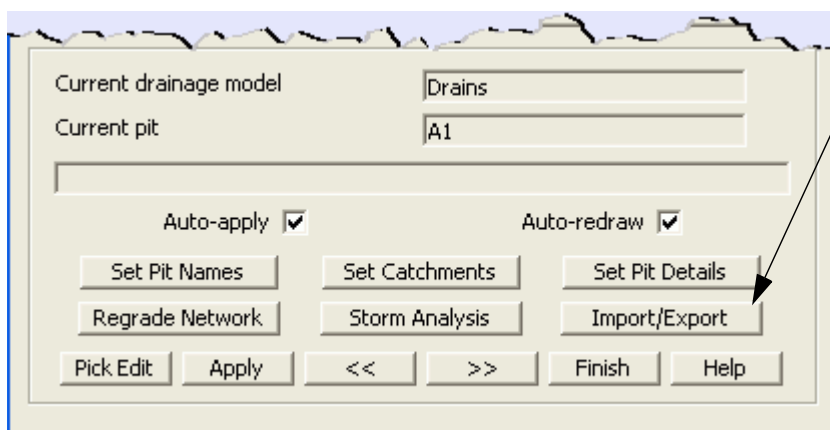 Current drainage model Drains
Current pit A1
Auto-apply Auto-redraw
Set Pit Names Set Catchments Set Pit Details
Regrade Network Storm Analysis Import/Export
Pick Edit Apply << >> Finish Help